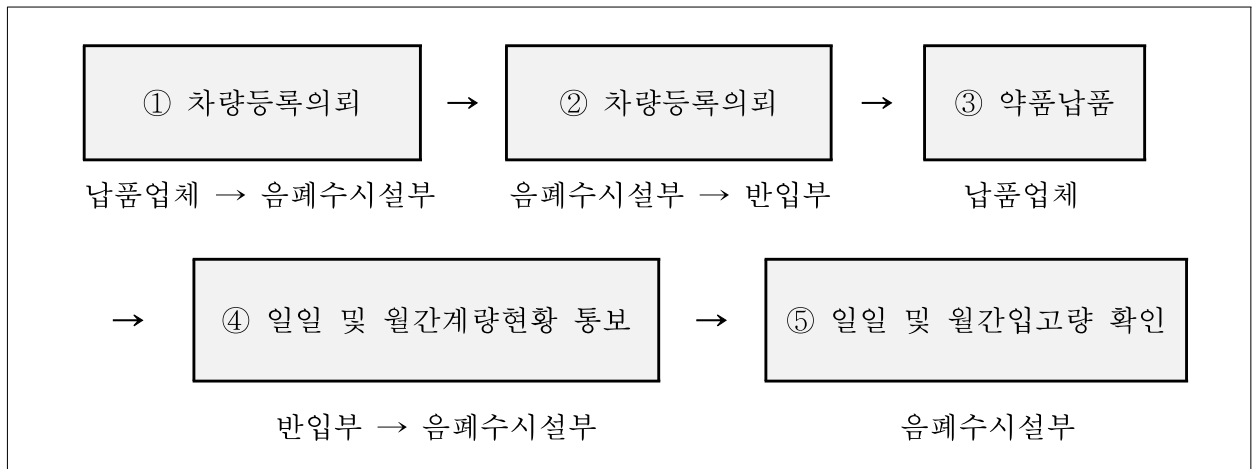 ① 차량등록의뢰 → ② 차량등록의뢰 → ③ 약품납품
납품업체 → 음폐수시설부 음폐수시설부 → 반입부 납품업체
→ ④ 일일 및 월간계량현황 통보 → ⑤ 일일 및 월간입고량 확인
반입부 → 음폐수시설부 음폐수시설부